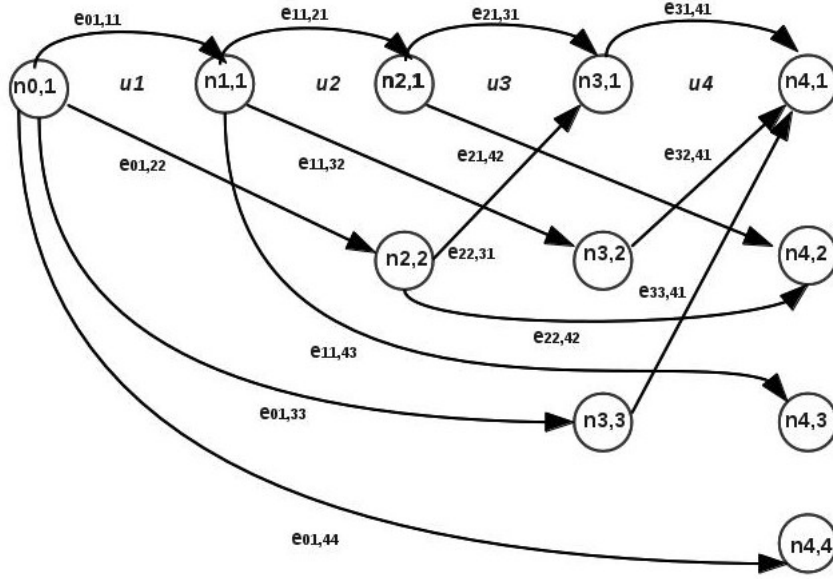 e01,11
e11,21
e21,31
e31,41
n0,1
u1
n1,1
u2
n2,1
u3
n3,1
u4
n4,1
e01,22
e11,32
e21,42
e32,41
n2,2
e22,31
n3,2
n4,2
e33,41
e22,42
e11,43
e01,33
n3,3
n4,3
e01,44
n4,4